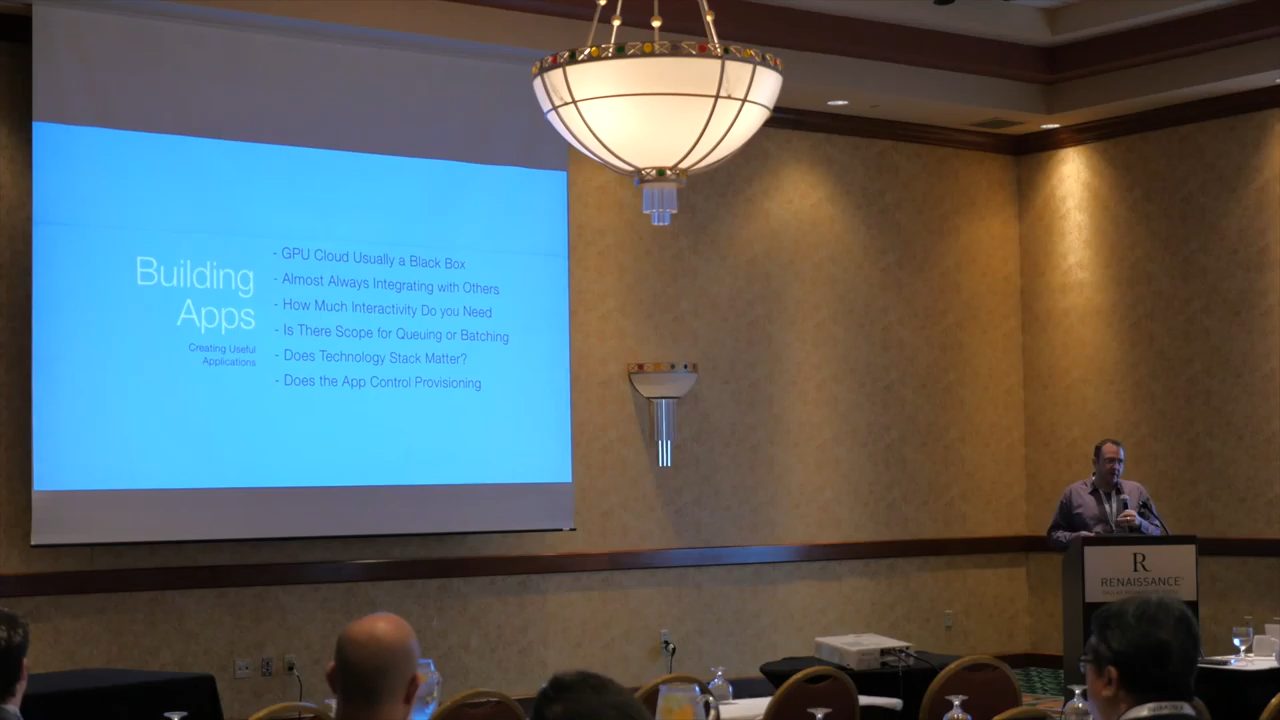 Building
Apps
Creating Useful
Applications
- GPU Cloud Usually a Black Box
- Almost Always Integrating with Others
- How Much Interactivity Do you Need
- Is There Scope for Queuing or Batching
- Does Technology Stack Matter?
- Does the App Control Provisioning
R
RENAISSANCE